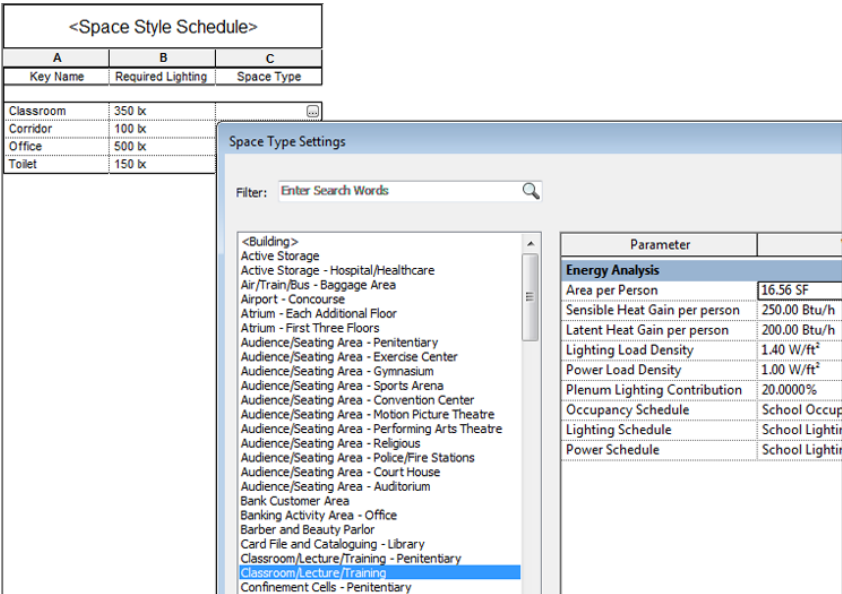 <Space Style Schedule>
A B C
Key Name Required Lighting Space Type
Classroom 350 lx ...
Corridor 100 lx
Office 500 lx
Toilet 150 lx
Space Type Settings
Filter: Enter Search Words
<Building>
Active Storage
Active Storage - Hospital/Healthcare
Air/Train/Bus - Baggage Area
Airport - Concourse
Atrium - Each Additional Floor
Atrium - First Three Floors
Audience/Seating Area - Penitentiary
Audience/Seating Area - Exercise Center
Audience/Seating Area - Gymnasium
Audience/Seating Area - Sports Arena
Audience/Seating Area - Convention Center
Audience/Seating Area - Motion Picture Theatre
Audience/Seating Area - Performing Arts Theatre
Audience/Seating Area - Religious
Audience/Seating Area - Police/Fire Stations
Audience/Seating Area - Court House
Audience/Seating Area - Auditorium
Bank Customer Area
Banking Activity Area - Office
Barber and Beauty Parlor
Card File and Cataloguing - Library
Classroom/Lecture/Training - Penitentiary
Classroom/Lecture/Training
Confinement Cells - Penitentiary
Parameter
Energy Analysis
Area per Person 16.56 SF
Sensible Heat Gain per person 250.00 Btu/h
Latent Heat Gain per person 200.00 Btu/h
Lighting Load Density 1.40 W/ft²
Power Load Density 1.00 W/ft²
Plenum Lighting Contribution 20.0000%
Occupancy Schedule School Occup
Lighting Schedule School Lightin
Power Schedule School Lightin